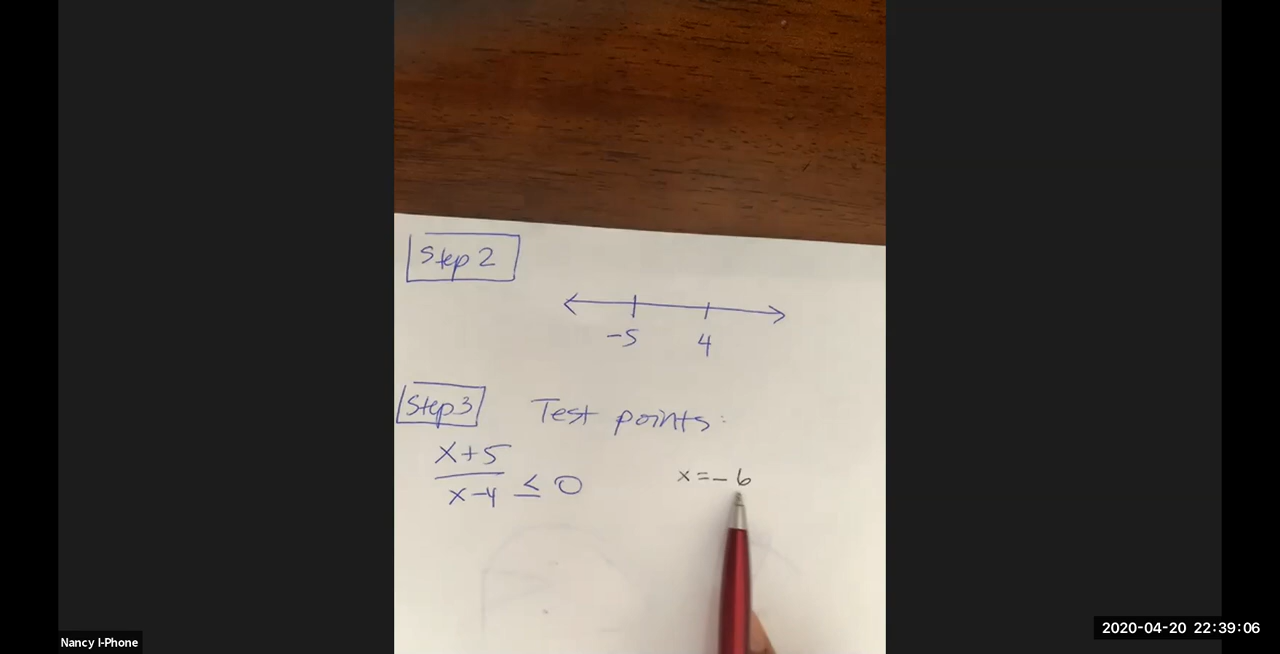 Step 2
-5 4
Step 3 Test points:
x+5
x-4 ≤ 0
x=-6
Nancy I-Phone
2020-04-20 22:39:06